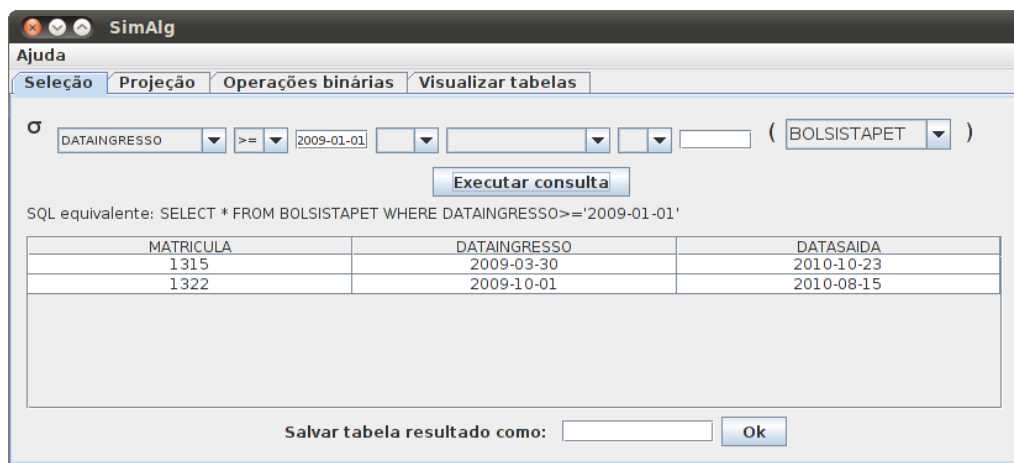 SimAlg
Ajuda
Seleção Projeção Operações binárias Visualizar tabelas
σ DATAINGRESSO >= 2009-01-01 ( BOLSISTAPET )
Executar consulta
SQL equivalente: SELECT * FROM BOLSISTAPET WHERE DATAINGRESSO>='2009-01-01'
MATRICULA DATAINGRESSO DATASAIDA
1315 2009-03-30 2010-10-23
1322 2009-10-01 2010-08-15
Salvar tabela resultado como: Ok